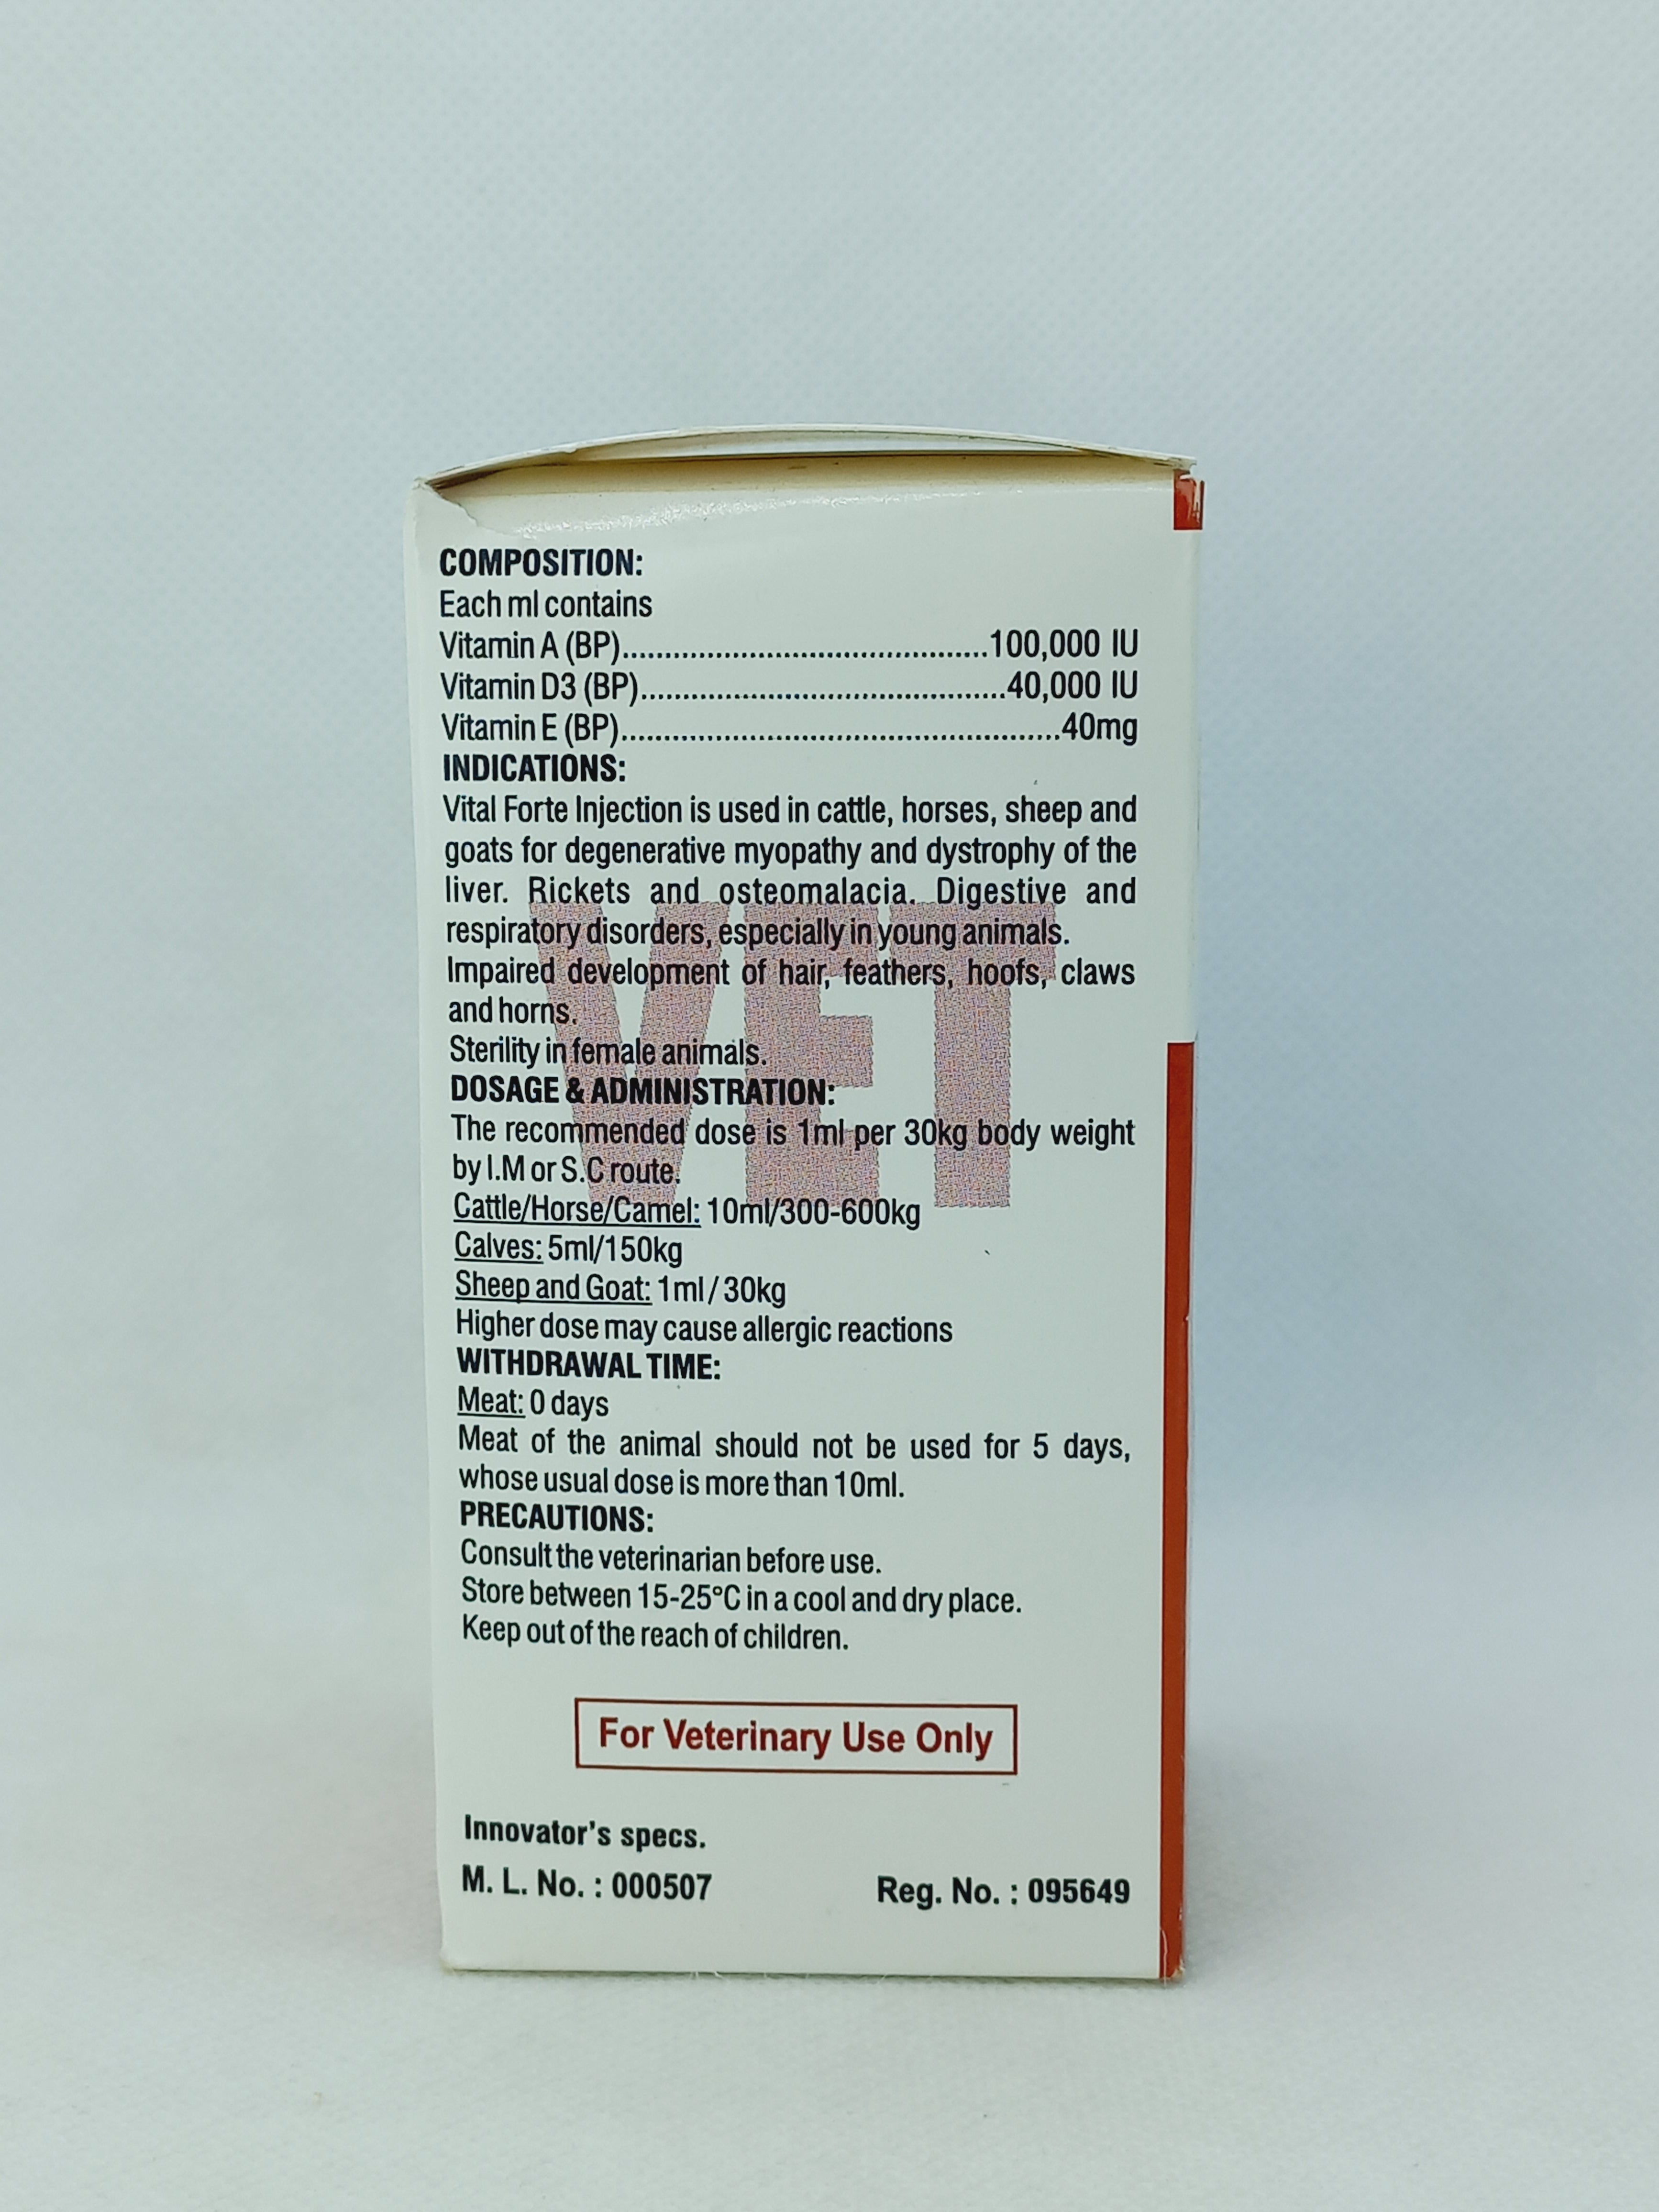 COMPOSITION:
Each ml contains
Vitamin A (BP)............................................100,000 IU
Vitamin D3 (BP)............................................40,000 IU
Vitamin E (BP).....................................................40mg
INDICATIONS:
Vital Forte Injection is used in cattle, horses, sheep and
goats for degenerative myopathy and dystrophy of the
liver. Rickets and osteomalacia. Digestive and
respiratory disorders, especially in young animals.
Impaired development of hair, feathers, hoofs, claws
and horns.
Sterility in female animals.
VET
DOSAGE & ADMINISTRATION:
The recommended dose is 1ml per 30kg body weight
by I.M or S.C route.
Cattle/Horse/Camel: 10ml/300-600kg
Calves: 5ml/150kg
Sheep and Goat: 1ml/ 30kg
Higher dose may cause allergic reactions
WITHDRAWAL TIME:
Meat: 0 days
Meat of the animal should not be used for 5 days,
whose usual dose is more than 10ml.
PRECAUTIONS:
Consult the veterinarian before use.
Store between 15-25°C in a cool and dry place.
Keep out of the reach of children.
For Veterinary Use Only
Innovator's specs.
M. L. No. : 000507 Reg. No. : 095649